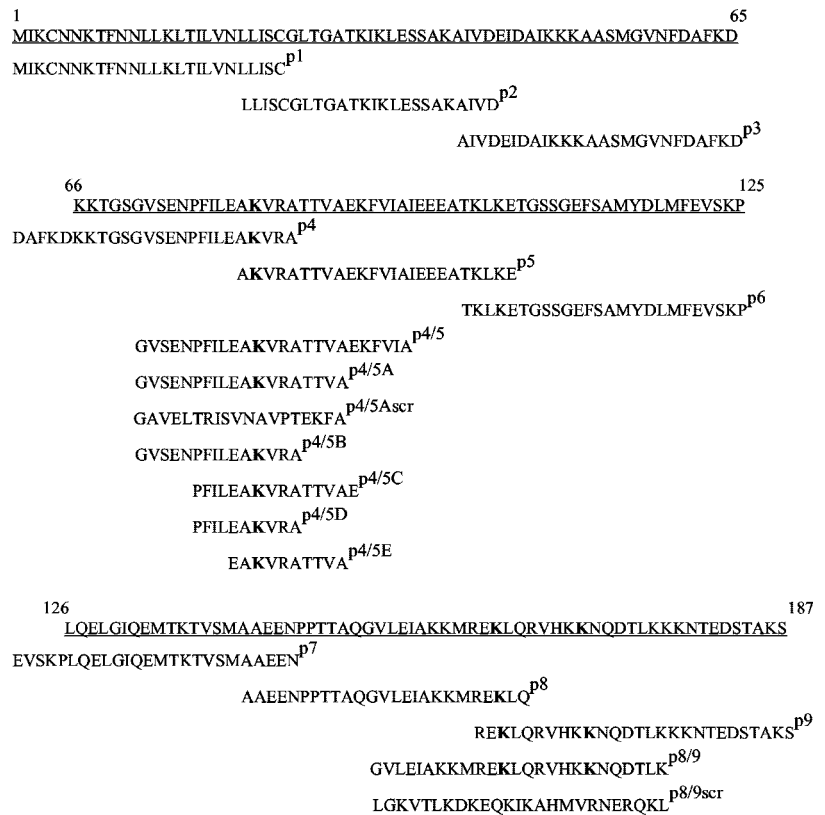 1 65
MIKCNNKTFNNLLKLTILVNLLISCGLTGATKIKLESSAKAIVDEIDAIKKKAASMGVNFDAFKD
MIKCNNKTFNNLLKLTILVNLLISCp1
LLISCGLTGATKIKLESSAKAIVDp2
AIVDEIDAIKKKAASMGVNFDAFKDp3
66 125
KKTGSGVSENPFILEAKVRATTVAEKFVIAIEEEATKLKETGSSGEFSAMYDLMFEVSKP
DAFKDKKTGSGVSENPFILEAKVRAp4
AKVRATTVAEKFVIAIEEEATKLKEp5
TKLKETGSSGEFSAMYDLMFEVSKPp6
GVSENPFILEAKVRATTVAEKFVIAp4/5
GVSENPFILEAKVRATTVAp4/5A
GAVELTRISVNAVPTEKFAp4/5Ascr
GVSENPFILEAKVRAp4/5B
PFILEAKVRATTVAEp4/5C
PFILEAKVRAp4/5D
EAKVRATTVAp4/5E
126 187
LQELGIQEMTKTVSMAAEENPPTTAQGVLEIAKKMREKLQRVHKKNQDTLKKKNTEDSTAKS
EVSKPLQELGIQEMTKTVSMAAEENp7
AAEENPPTTAQGVLEIAKKMREKLQp8
REKLQRVHKKNQDTLKKKNTEDSTAKSp9
GVLEIAKKMREKLQRVHKKNQDTLKp8/9
LGKVTLKDKEQKIKAHMVRNERQKLp8/9scr